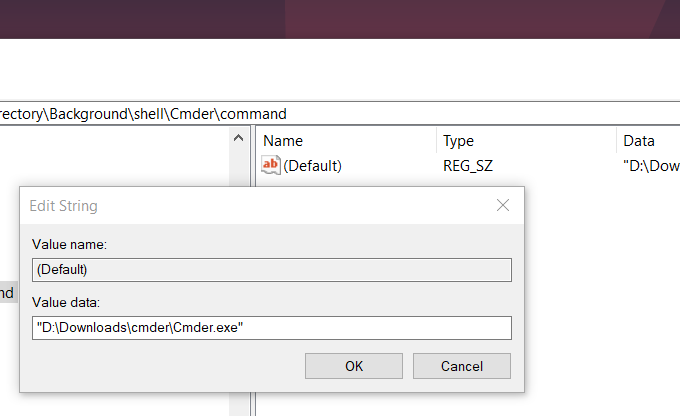 rectory\Background\shell\Cmder\command
Name Type Data
(Default) REG_SZ "D:\Dow
Edit String
Value name:
(Default)
nd
Value data:
"D:\Downloads\cmder\Cmder.exe"
OK Cancel